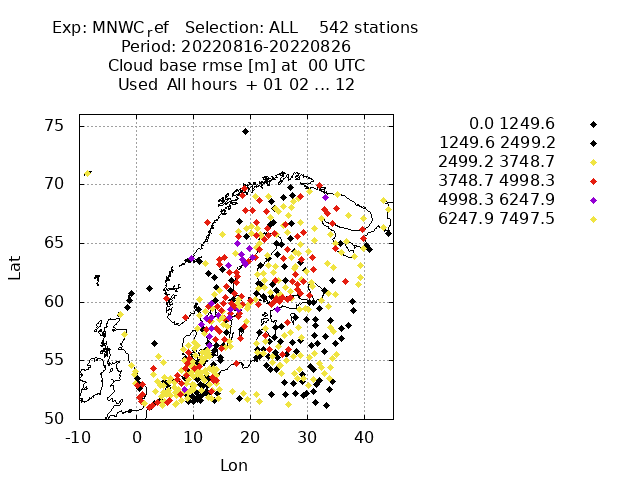 Exp: MNWCref Selection: ALL 542 stations
Period: 20220816-20220826
Cloud base rmse [m] at 00 UTC
Used All hours + 01 02 ... 12
0.0 1249.6
1249.6 2499.2
2499.2 3748.7
3748.7 4998.3
4998.3 6247.9
6247.9 7497.5
75
70
65
60
55
50
Lat
-10 0 10 20 30 40
Lon